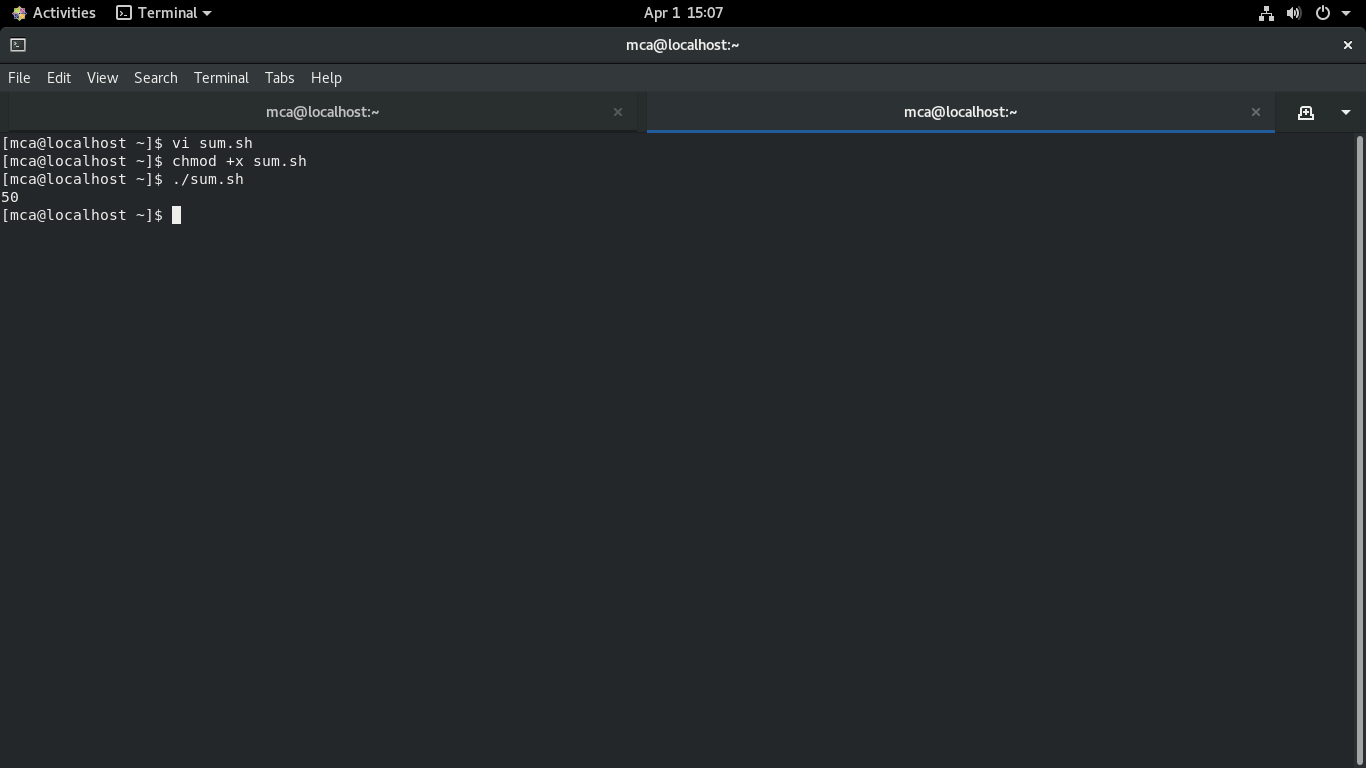 Activities Terminal Apr 1 15:07
mca@localhost:~
File Edit View Search Terminal Tabs Help
mca@localhost:~ mca@localhost:~
[mca@localhost ~]$ vi sum.sh
[mca@localhost ~]$ chmod +x sum.sh
[mca@localhost ~]$ ./sum.sh
50
[mca@localhost ~]$